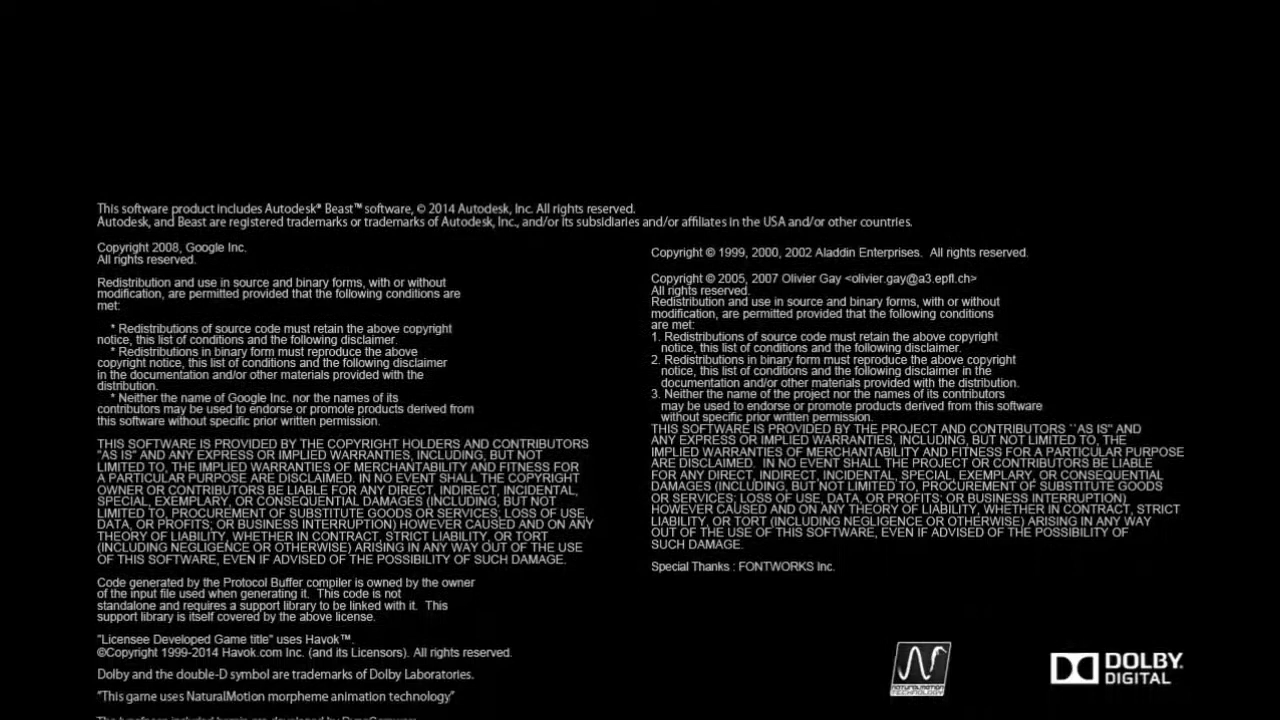 This software product includes Autodesk® Beast™ software, © 2014 Autodesk, Inc. All rights reserved.
Autodesk, and Beast are registered trademarks or trademarks of Autodesk, Inc., and/or its subsidiaries and/or affiliates in the USA and/or other countries.
Copyright 2008, Google Inc.
All rights reserved.
Redistribution and use in source and binary forms, with or without
modification, are permitted provided that the following conditions are
met:
* Redistributions of source code must retain the above copyright
notice, this list of conditions and the following disclaimer.
* Redistributions in binary form must reproduce the above
copyright notice, this list of conditions and the following disclaimer
in the documentation and/or other materials provided with the
distribution.
* Neither the name of Google Inc. nor the names of its
contributors may be used to endorse or promote products derived from
this software without specific prior written permission.
THIS SOFTWARE IS PROVIDED BY THE COPYRIGHT HOLDERS AND CONTRIBUTORS
"AS IS" AND ANY EXPRESS OR IMPLIED WARRANTIES, INCLUDING, BUT NOT
LIMITED TO, THE IMPLIED WARRANTIES OF MERCHANTABILITY AND FITNESS FOR
A PARTICULAR PURPOSE ARE DISCLAIMED. IN NO EVENT SHALL THE COPYRIGHT
OWNER OR CONTRIBUTORS BE LIABLE FOR ANY DIRECT, INDIRECT, INCIDENTAL,
SPECIAL, EXEMPLARY, OR CONSEQUENTIAL DAMAGES (INCLUDING, BUT NOT
LIMITED TO, PROCUREMENT OF SUBSTITUTE GOODS OR SERVICES; LOSS OF USE,
DATA, OR PROFITS; OR BUSINESS INTERRUPTION) HOWEVER CAUSED AND ON ANY
THEORY OF LIABILITY, WHETHER IN CONTRACT, STRICT LIABILITY, OR TORT
(INCLUDING NEGLIGENCE OR OTHERWISE) ARISING IN ANY WAY OUT OF THE USE
OF THIS SOFTWARE, EVEN IF ADVISED OF THE POSSIBILITY OF SUCH DAMAGE.
Code generated by the Protocol Buffer compiler is owned by the owner
of the input file used when generating it. This code is not
standalone and requires a support library to be linked with it. This
support library is itself covered by the above license.
"Licensee Developed Game title" uses Havok™.
©Copyright 1999-2014 Havok.com Inc. (and its Licensors). All rights reserved.
Dolby and the double-D symbol are trademarks of Dolby Laboratories.
"This game uses NaturalMotion morpheme animation technology"
Copyright © 1999, 2000, 2002 Aladdin Enterprises. All rights reserved.
Copyright © 2005, 2007 Olivier Gay <olivier.gay@a3.epfl.ch>
All rights reserved.
Redistribution and use in source and binary forms, with or without
modification, are permitted provided that the following conditions
are met:
1. Redistributions of source code must retain the above copyright
notice, this list of conditions and the following disclaimer.
2. Redistributions in binary form must reproduce the above copyright
notice, this list of conditions and the following disclaimer in the
documentation and/or other materials provided with the distribution.
3. Neither the name of the project nor the names of its contributors
may be used to endorse or promote products derived from this software
without specific prior written permission.
THIS SOFTWARE IS PROVIDED BY THE PROJECT AND CONTRIBUTORS ``AS IS'' AND
ANY EXPRESS OR IMPLIED WARRANTIES, INCLUDING, BUT NOT LIMITED TO, THE
IMPLIED WARRANTIES OF MERCHANTABILITY AND FITNESS FOR A PARTICULAR PURPOSE
ARE DISCLAIMED. IN NO EVENT SHALL THE PROJECT OR CONTRIBUTORS BE LIABLE
FOR ANY DIRECT, INDIRECT, INCIDENTAL, SPECIAL, EXEMPLARY, OR CONSEQUENTIAL
DAMAGES (INCLUDING, BUT NOT LIMITED TO, PROCUREMENT OF SUBSTITUTE GOODS
OR SERVICES; LOSS OF USE, DATA, OR PROFITS; OR BUSINESS INTERRUPTION)
HOWEVER CAUSED AND ON ANY THEORY OF LIABILITY, WHETHER IN CONTRACT, STRICT
LIABILITY, OR TORT (INCLUDING NEGLIGENCE OR OTHERWISE) ARISING IN ANY WAY
OUT OF THE USE OF THIS SOFTWARE, EVEN IF ADVISED OF THE POSSIBILITY OF
SUCH DAMAGE.
Special Thanks : FONTWORKS Inc.
NATURALMOTION
TECHNOLOGY
DOLBY
DIGITAL